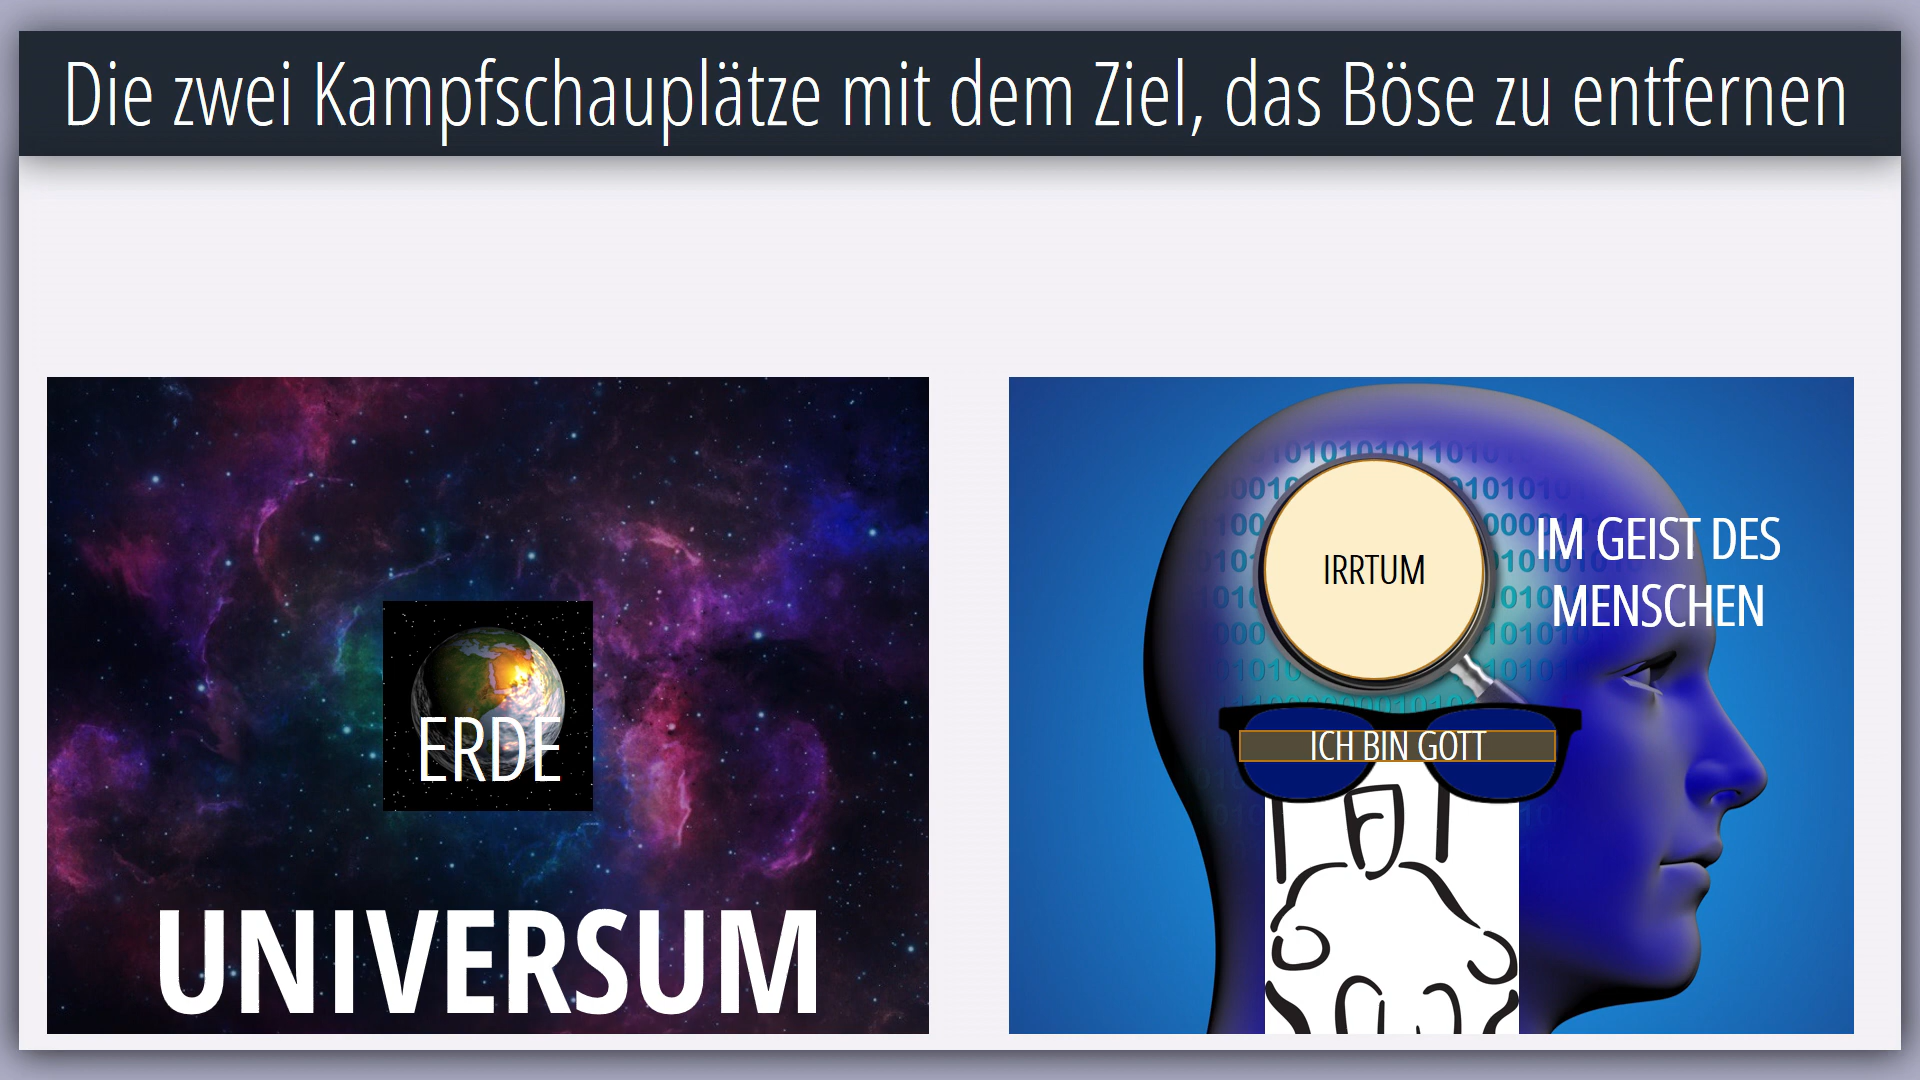 Die zwei Kampfschauplätze mit dem Ziel, das Böse zu entfernen
ERDE
UNIVERSUM
IRRTUM
IM GEIST DES
MENSCHEN
ICH BIN GOTT